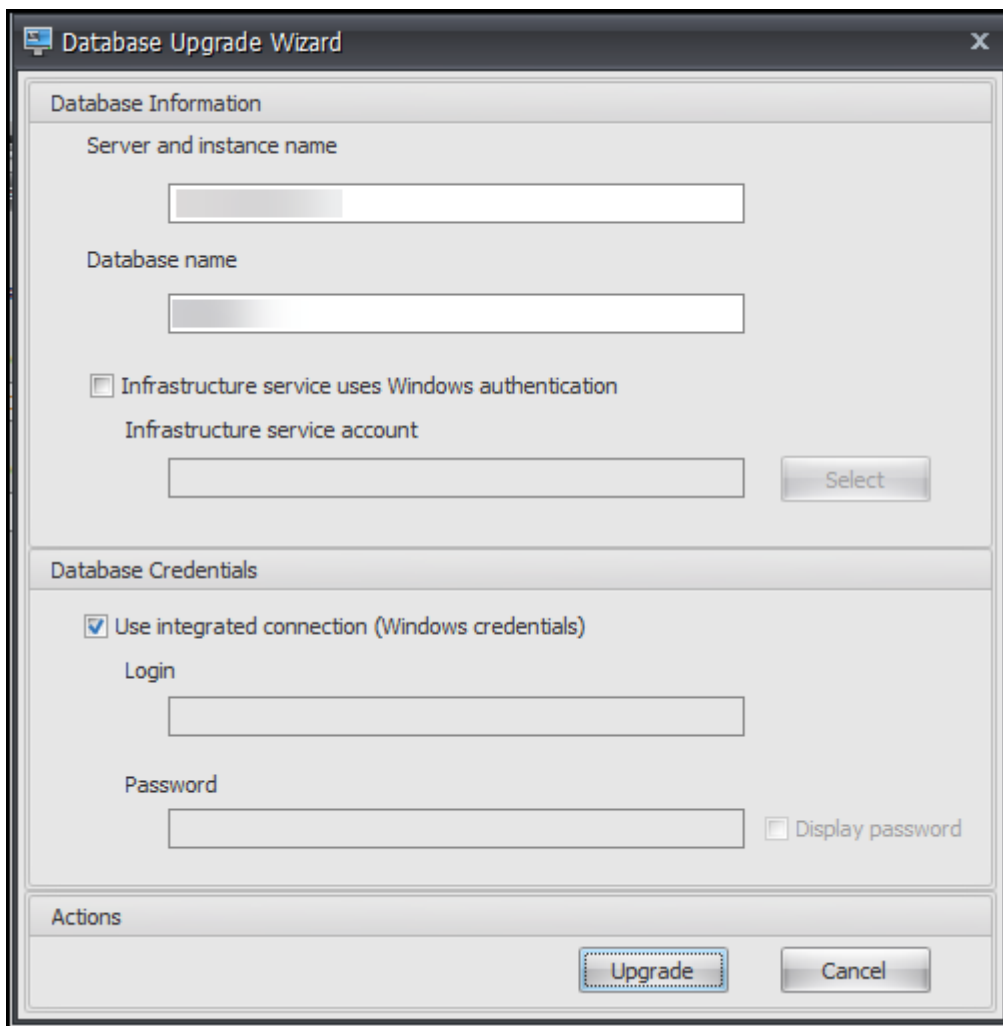 Database Upgrade Wizard
Database Information
Server and instance name
Database name
Infrastructure service uses Windows authentication
Infrastructure service account
Select
Database Credentials
Use integrated connection (Windows credentials)
Login
Password
Display password
Actions
Upgrade
Cancel